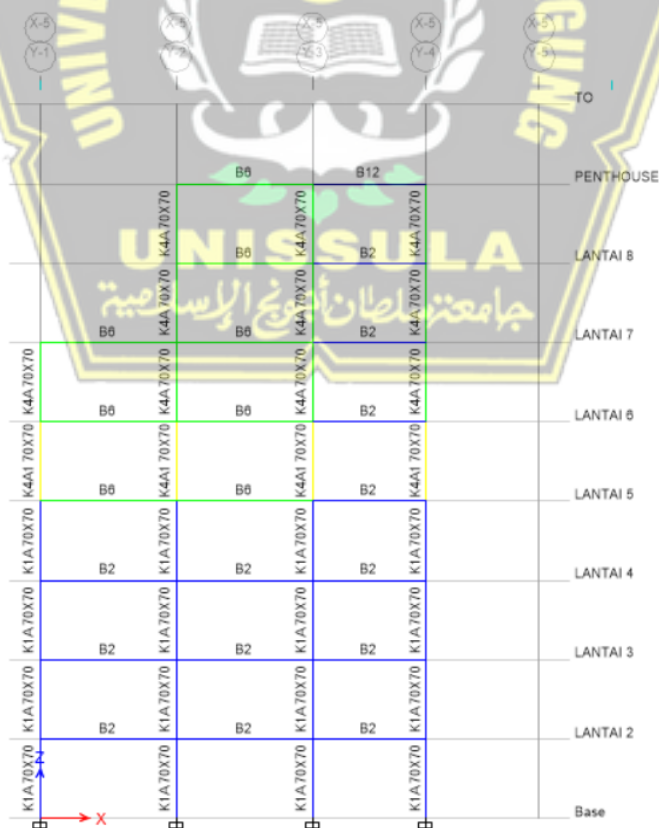 X-5 X-5 X-5 X-5 X-5
Y-1 Y-2 Y-3 Y-4 Y-5
TO
B6 B12 PENTHOUSE
K4A70X70 K4A70X70 K4A70X70
B6 B2 LANTAI 8
K4A70X70 K4A70X70 K4A70X70
B6 B6 B2 LANTAI 7
K4A70X70 K4A70X70 K4A70X70 K4A70X70
B6 B6 B2 LANTAI 6
K4A1 70X70 K4A1 70X70 K4A1 70X70 K4A1 70X70
B6 B6 B2 LANTAI 5
K1A70X70 K1A70X70 K1A70X70 K1A70X70
B2 B2 B2 LANTAI 4
K1A70X70 K1A70X70 K1A70X70 K1A70X70
B2 B2 B2 LANTAI 3
K1A70X70 K1A70X70 K1A70X70 K1A70X70
B2 B2 B2 LANTAI 2
K1A70X70 K1A70X70 K1A70X70 K1A70X70
Z
X
Base
UNIVE
GUNG
UNISSULA
جامعة سلطان أجونج الإسلامية